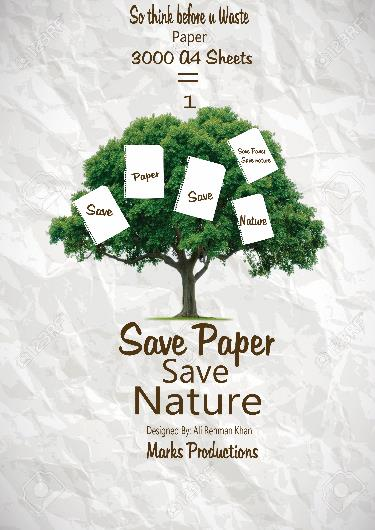 So think before u Waste
Paper
3000 A4 Sheets
=
1
Save
Paper
Save
Save Paper
Save nature
Nature
Save Paper
Save
Nature
Designed By: Ali Rehman Khan
Marks Productions